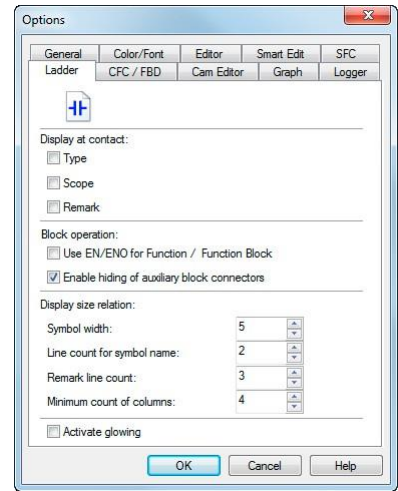 Options
General Color/Font Editor Smart Edit SFC
Ladder CFC / FBD Cam Editor Graph Logger
Display at contact:
Type
Scope
Remark
Block operation:
Use EN/ENO for Function / Function Block
Enable hiding of auxiliary block connectors
Display size relation:
Symbol width: 5
Line count for symbol name: 2
Remark line count: 3
Minimum count of columns: 4
Activate glowing
OK Cancel Help